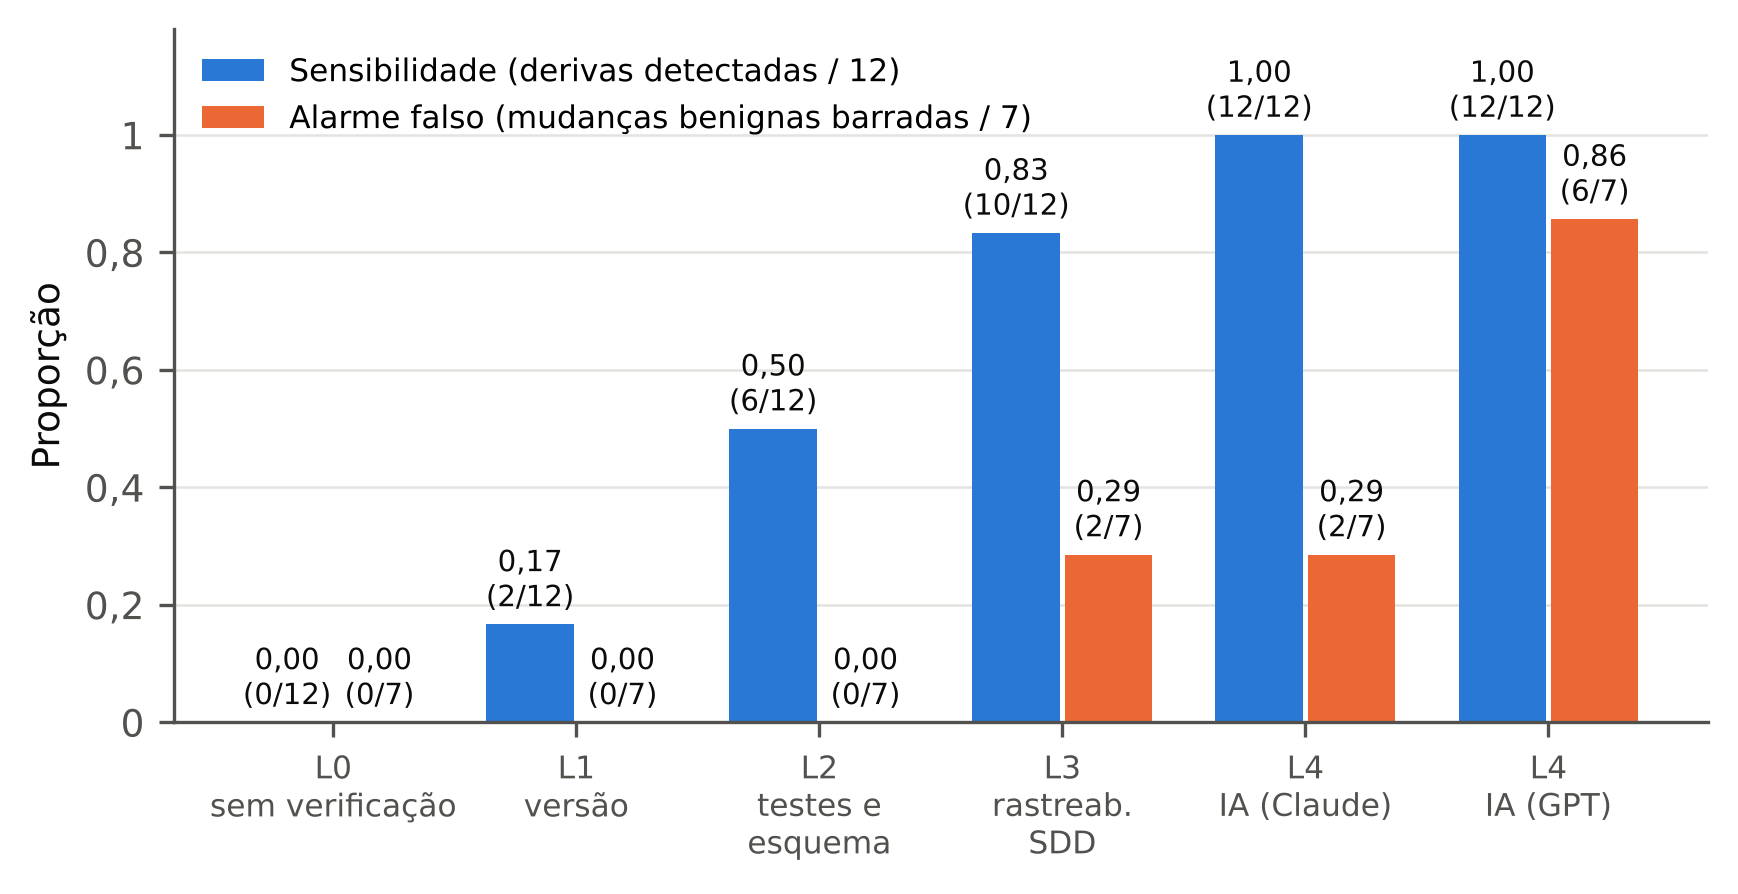 Sensibilidade (derivas detectadas / 12)
Alarme falso (mudanças benignas barradas / 7)
Proporção
1
0,8
0,6
0,4
0,2
0
0,00
(0/12)
0,00
(0/7)
0,17
(2/12)
0,00
(0/7)
0,50
(6/12)
0,00
(0/7)
0,83
(10/12)
0,29
(2/7)
1,00
(12/12)
0,29
(2/7)
1,00
(12/12)
0,86
(6/7)
L0
sem verificação
L1
versão
L2
testes e
esquema
L3
rastreab.
SDD
L4
IA (Claude)
L4
IA (GPT)